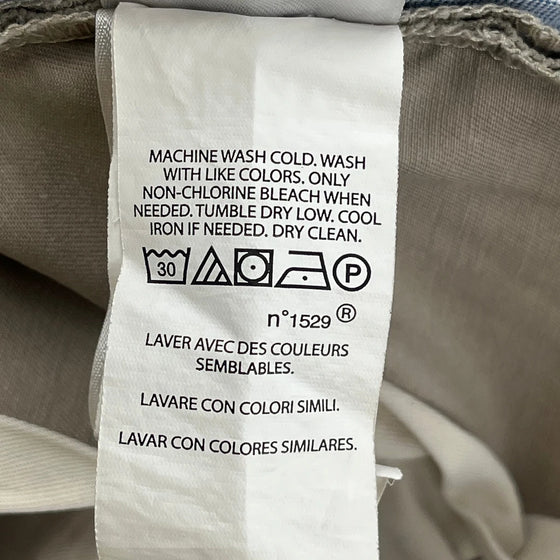 MACHINE WASH COLD. WASH
WITH LIKE COLORS. ONLY
NON-CHLORINE BLEACH WHEN
NEEDED. TUMBLE DRY LOW. COOL
IRON IF NEEDED. DRY CLEAN.
30 P
n°1529 ®
LAVER AVEC DES COULEURS
SEMBLABLES.
LAVARE CON COLORI SIMILI.
LAVAR CON COLORES SIMILARES.